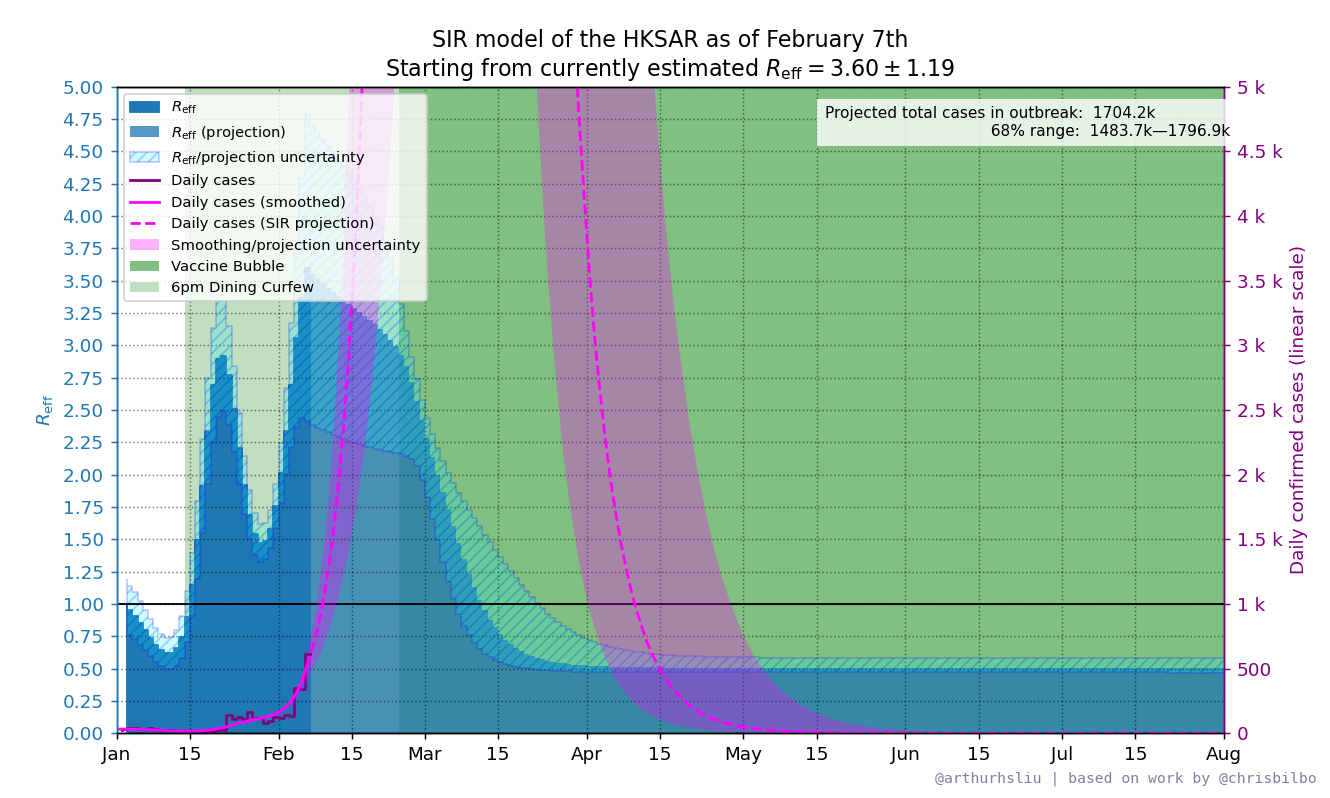 SIR model of the HKSAR as of February 7th
Starting from currently estimated Reff = 3.60 ± 1.19
5.00
4.75
4.50
4.25
4.00
3.75
3.50
3.25
3.00
2.75
2.50
2.25
2.00
1.75
1.50
1.25
1.00
0.75
0.50
0.25
0.00
Reff
Reff
Reff (projection)
Reff/projection uncertainty
Daily cases
Daily cases (smoothed)
Daily cases (SIR projection)
Smoothing/projection uncertainty
Vaccine Bubble
6pm Dining Curfew
Projected total cases in outbreak: 1704.2k
68% range: 1483.7k—1796.9k
5 k
4.5 k
4 k
3.5 k
3 k
2.5 k
2 k
1.5 k
1 k
500
0
Daily confirmed cases (linear scale)
Jan 15 Feb 15 Mar 15 Apr 15 May 15 Jun 15 Jul 15 Aug
@arthurhsliu | based on work by @chrisbilbo